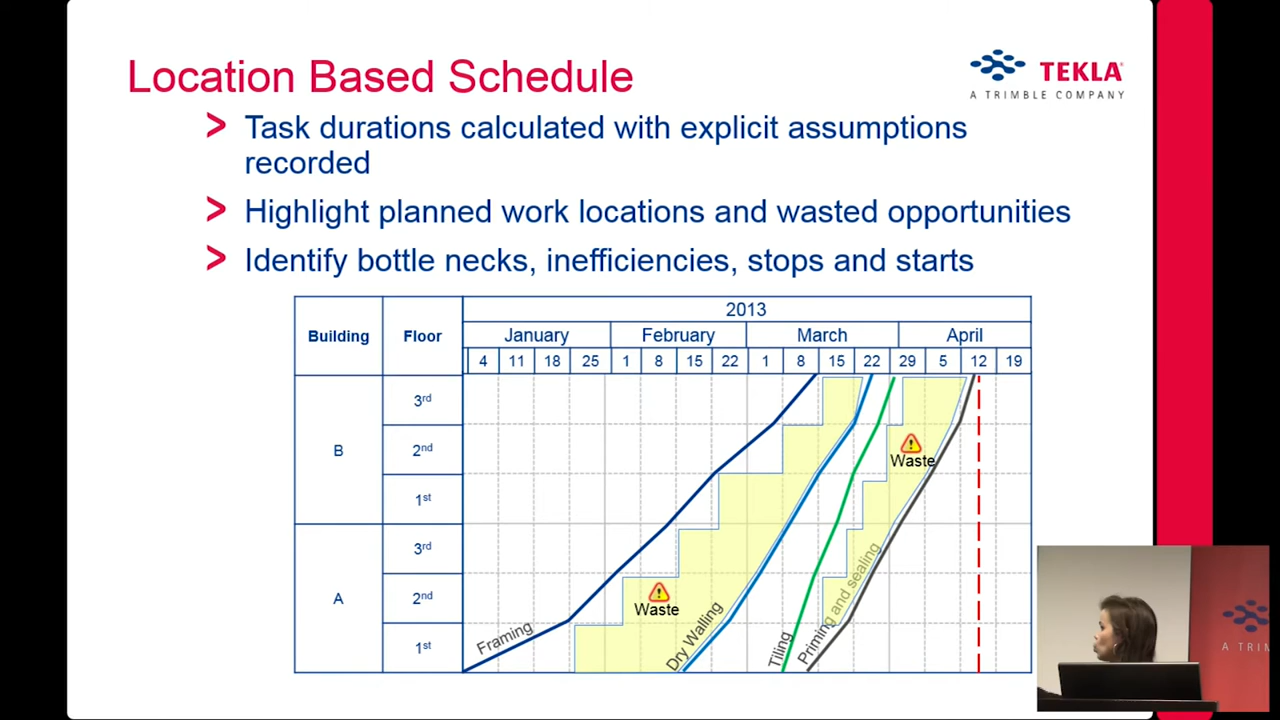 Location Based Schedule
TEKLA
A TRIMBLE COMPANY
> Task durations calculated with explicit assumptions
recorded
> Highlight planned work locations and wasted opportunities
> Identify bottle necks, inefficiencies, stops and starts
2013
Building Floor January February March April
4 11 18 25 1 8 15 22 1 8 15 22 29 5 12 19
3rd
B 2nd
Waste
1st
3rd
A 2nd
Waste
1st
Framing
Dry Walling
Tiling
Priming and sealing
A TRIM